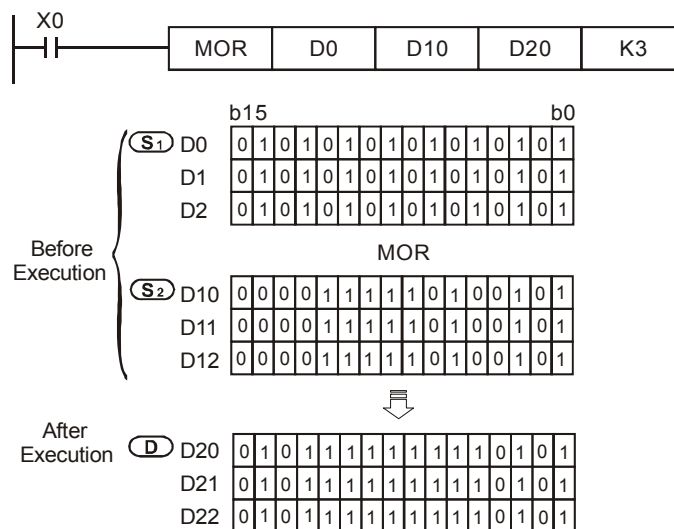 X0
MOR D0 D10 D20 K3
b15 b0
S1 D0 0 1 0 1 0 1 0 1 0 1 0 1 0 1 0 1
D1 0 1 0 1 0 1 0 1 0 1 0 1 0 1 0 1
D2 0 1 0 1 0 1 0 1 0 1 0 1 0 1 0 1
Before
Execution
MOR
S2 D10 0 0 0 0 1 1 1 1 1 0 1 0 0 1 0 1
D11 0 0 0 0 1 1 1 1 1 0 1 0 0 1 0 1
D12 0 0 0 0 1 1 1 1 1 0 1 0 0 1 0 1
After
Execution
D D20 0 1 0 1 1 1 1 1 1 1 1 1 0 1 0 1
D21 0 1 0 1 1 1 1 1 1 1 1 1 0 1 0 1
D22 0 1 0 1 1 1 1 1 1 1 1 1 0 1 0 1